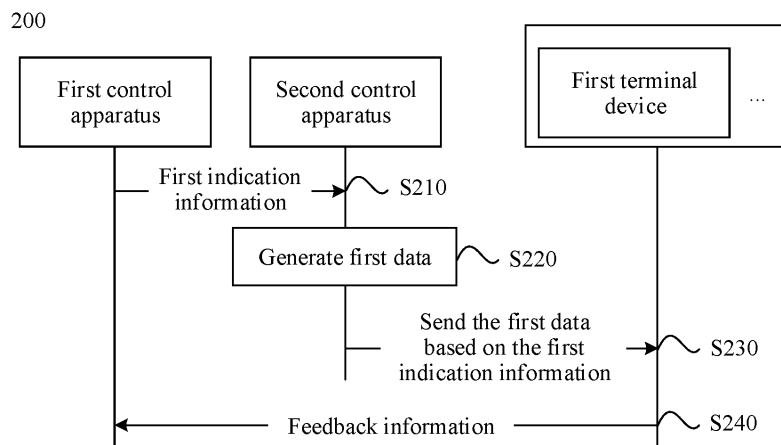 200
First control
apparatus
Second control
apparatus
First terminal
device
...
First indication
information
S210
Generate first data
S220
Send the first data
based on the first
indication information
S230
Feedback information
S240